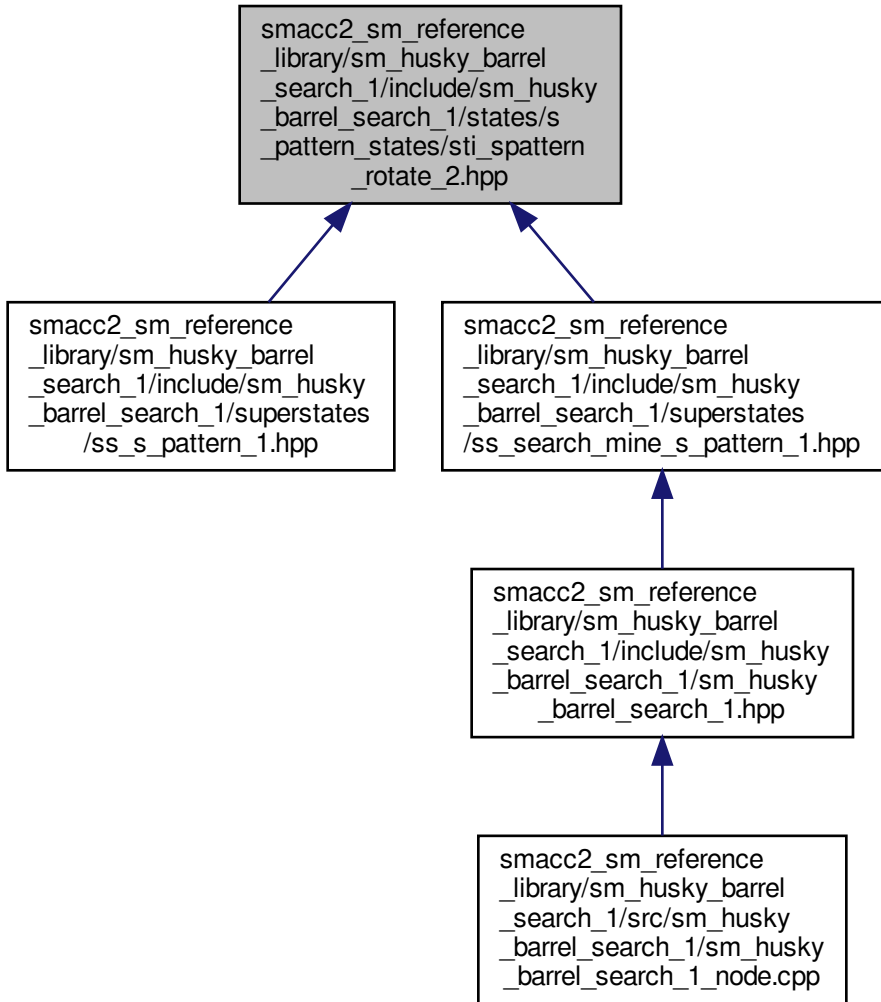 smacc2_sm_reference
_library/sm_husky_barrel
_search_1/include/sm_husky
_barrel_search_1/states/s
_pattern_states/sti_spattern
_rotate_2.hpp
smacc2_sm_reference
_library/sm_husky_barrel
_search_1/include/sm_husky
_barrel_search_1/superstates
/ss_s_pattern_1.hpp
smacc2_sm_reference
_library/sm_husky_barrel
_search_1/include/sm_husky
_barrel_search_1/superstates
/ss_search_mine_s_pattern_1.hpp
smacc2_sm_reference
_library/sm_husky_barrel
_search_1/include/sm_husky
_barrel_search_1/sm_husky
_barrel_search_1.hpp
smacc2_sm_reference
_library/sm_husky_barrel
_search_1/src/sm_husky
_barrel_search_1/sm_husky
_barrel_search_1_node.cpp